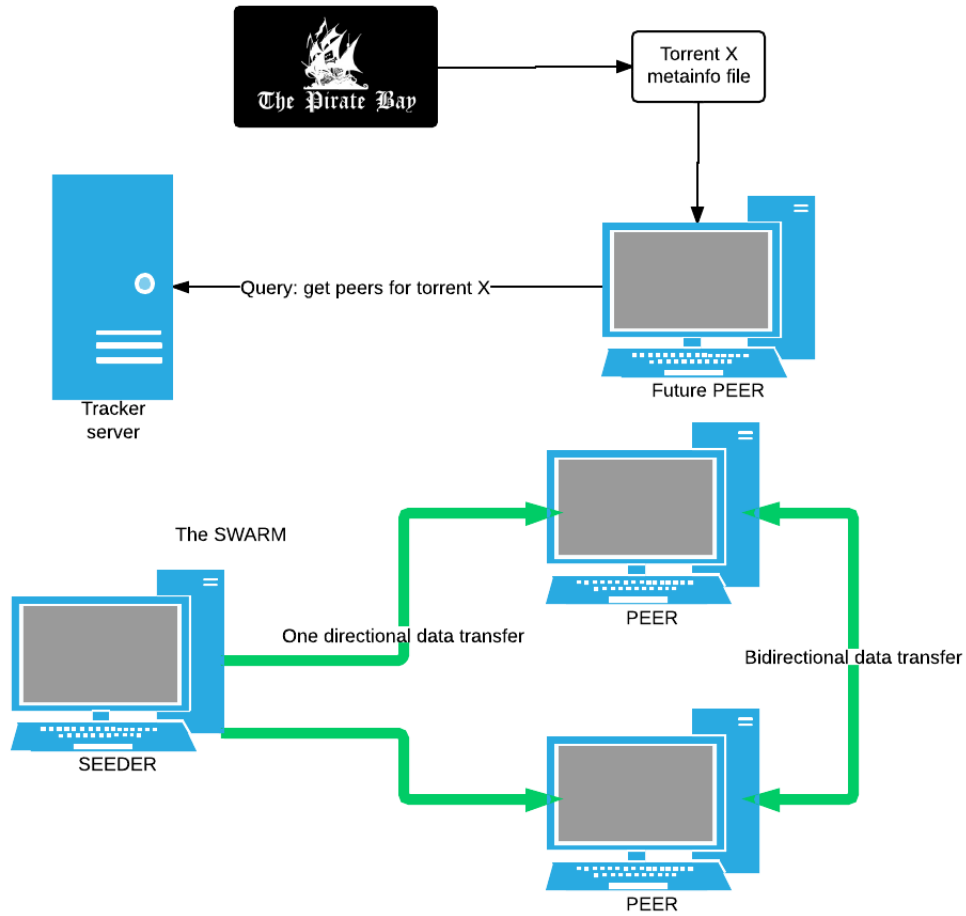 The Pirate Bay
Torrent X
metainfo file
Query: get peers for torrent X
Future PEER
Tracker
server
The SWARM
One directional data transfer
PEER
Bidirectional data transfer
SEEDER
PEER